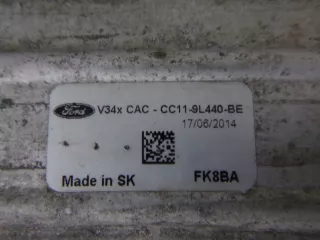 Ford V34x CAC - CC11-9L440-BE
17/06/2014
Made in SK FK8BA